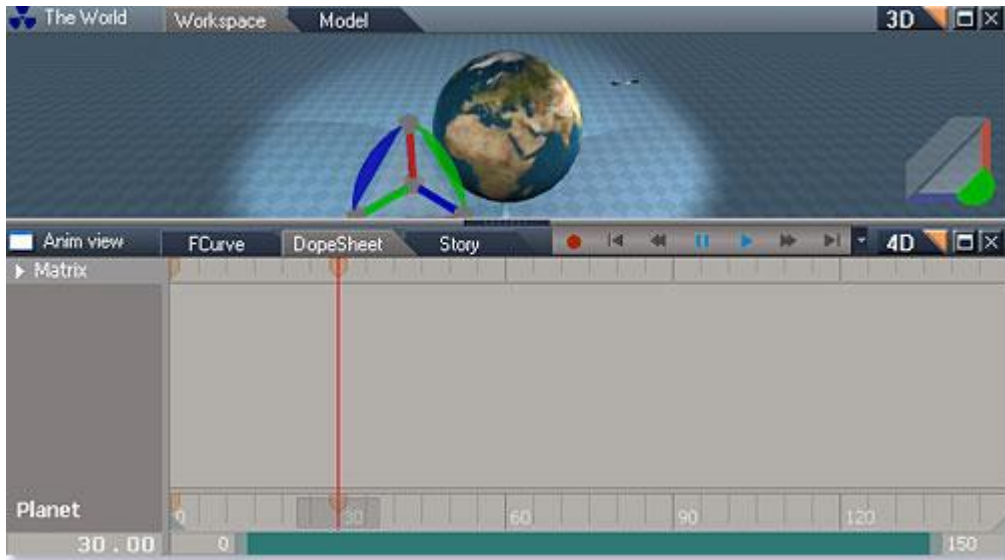 The World Workspace Model 3D
Anim view FCurve DopeSheet Story 4D
Matrix
Planet 0 30 60 90 120
30.00 0 150